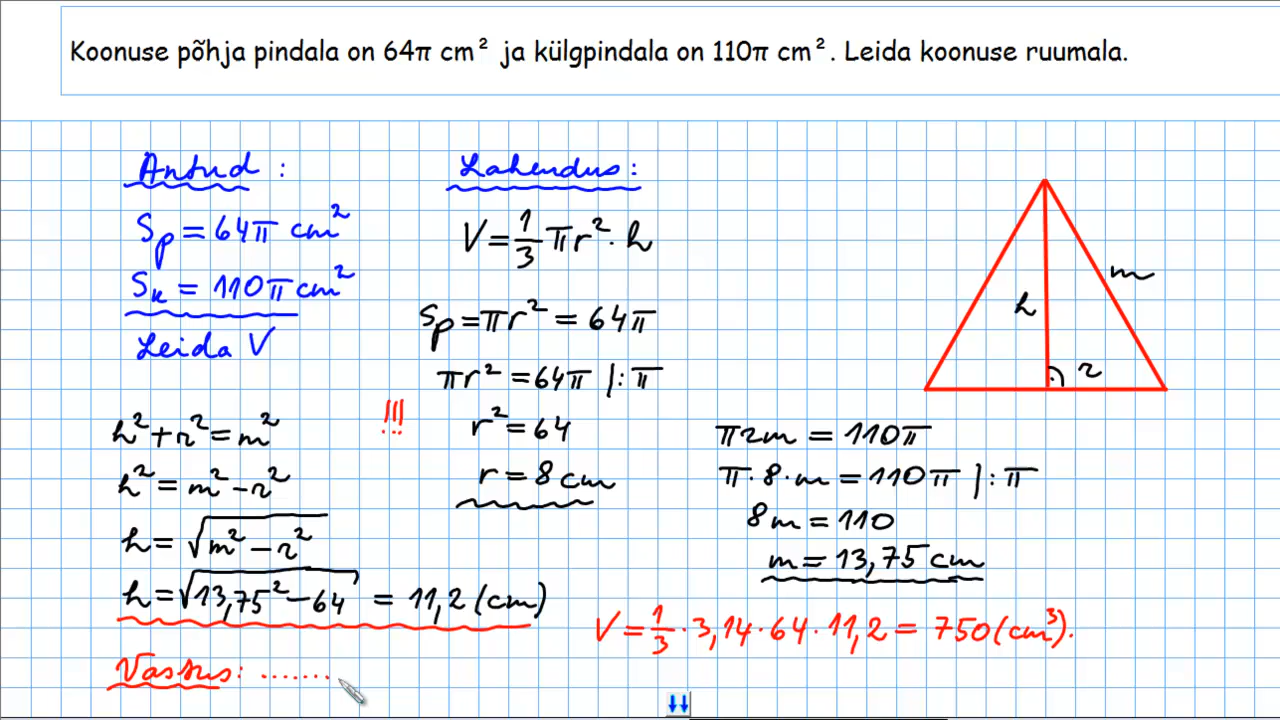 Koonuse põhja pindala on 64π cm² ja külgpindala on 110π cm². Leida koonuse ruumala.
Antud :
Sp = 64π cm²
Sk = 110π cm²
Leida V
h² + r² = m²
h² = m² - r²
h = √(m² - r²)
h = √(13,75² - 64) = 11,2 (cm)
Vastus: .......
Lahendus :
V = 1/3 πr² · h
Sp = πr² = 64π
πr² = 64π |: π
!!!
r² = 64
r = 8 cm
h
m
r
πrm = 110π
π · 8 · m = 110π |: π
8m = 110
m = 13,75 cm
V = 1/3 · 3,14 · 64 · 11,2 = 750 (cm³).